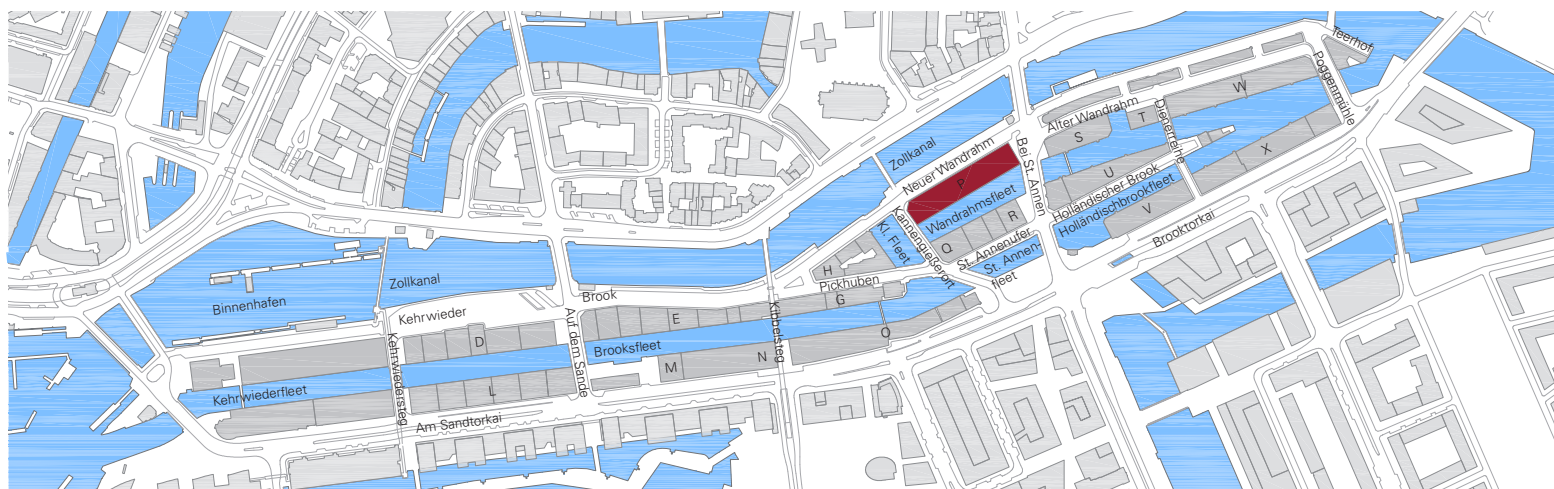 Teerhof
Poggenmühle
W
Alter Wandrahm
Dienerreihe
T
S
Zollkanal
Neuer Wandrahm
Bei St. Annen
X
P
U
Holländischer Brook
Holländischbrookfleet
V
Wandrahmsfleet
Kannengießerort
Kl. Fleet
R
Q
St. Annenufer
St. Annen-
fleet
Brooktorkai
H
Pickhuben
G
Zollkanal
Binnenhafen
Brook
Kehrwieder
E
Kibbelsteg
O
Auf dem Sande
D
Kehrwiedersteg
Brooksfleet
N
M
Kehrwiederfleet
L
Am Sandtorkai